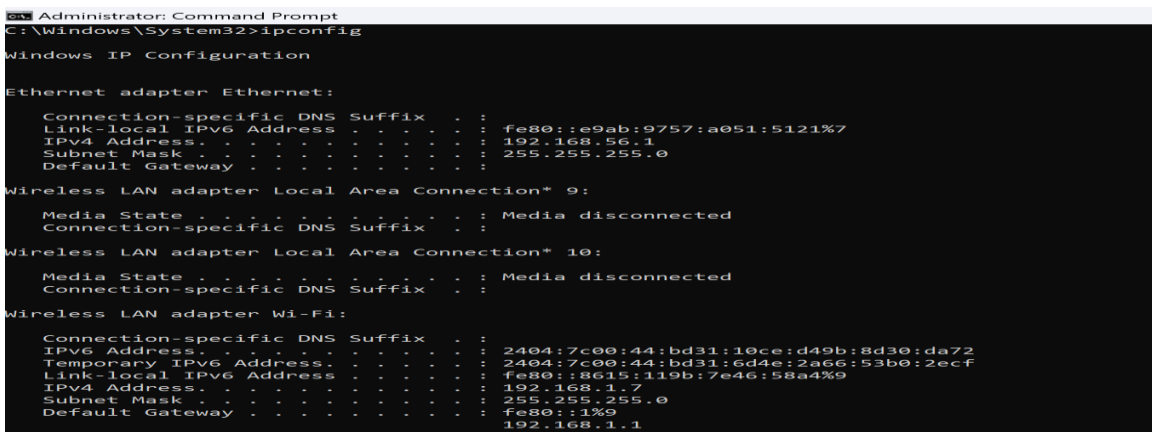 Administrator: Command Prompt
C:\Windows\System32>ipconfig
Windows IP Configuration
Ethernet adapter Ethernet:
Connection-specific DNS Suffix . :
Link-local IPv6 Address . . . . . : fe80::e9ab:9757:a051:5121%7
IPv4 Address. . . . . . . . . . . : 192.168.56.1
Subnet Mask . . . . . . . . . . . : 255.255.255.0
Default Gateway . . . . . . . . . :
Wireless LAN adapter Local Area Connection* 9:
Media State . . . . . . . . . . . : Media disconnected
Connection-specific DNS Suffix . :
Wireless LAN adapter Local Area Connection* 10:
Media State . . . . . . . . . . . : Media disconnected
Connection-specific DNS Suffix . :
Wireless LAN adapter Wi-Fi:
Connection-specific DNS Suffix . :
IPv6 Address. . . . . . . . . . . : 2404:7c00:44:bd31:10ce:d49b:8d30:da72
Temporary IPv6 Address. . . . . . : 2404:7c00:44:bd31:6d4e:2a66:53b0:2ecf
Link-local IPv6 Address . . . . . : fe80::8615:119b:7e46:58a4%9
IPv4 Address. . . . . . . . . . . : 192.168.1.7
Subnet Mask . . . . . . . . . . . : 255.255.255.0
Default Gateway . . . . . . . . . : fe80::1%9
192.168.1.1